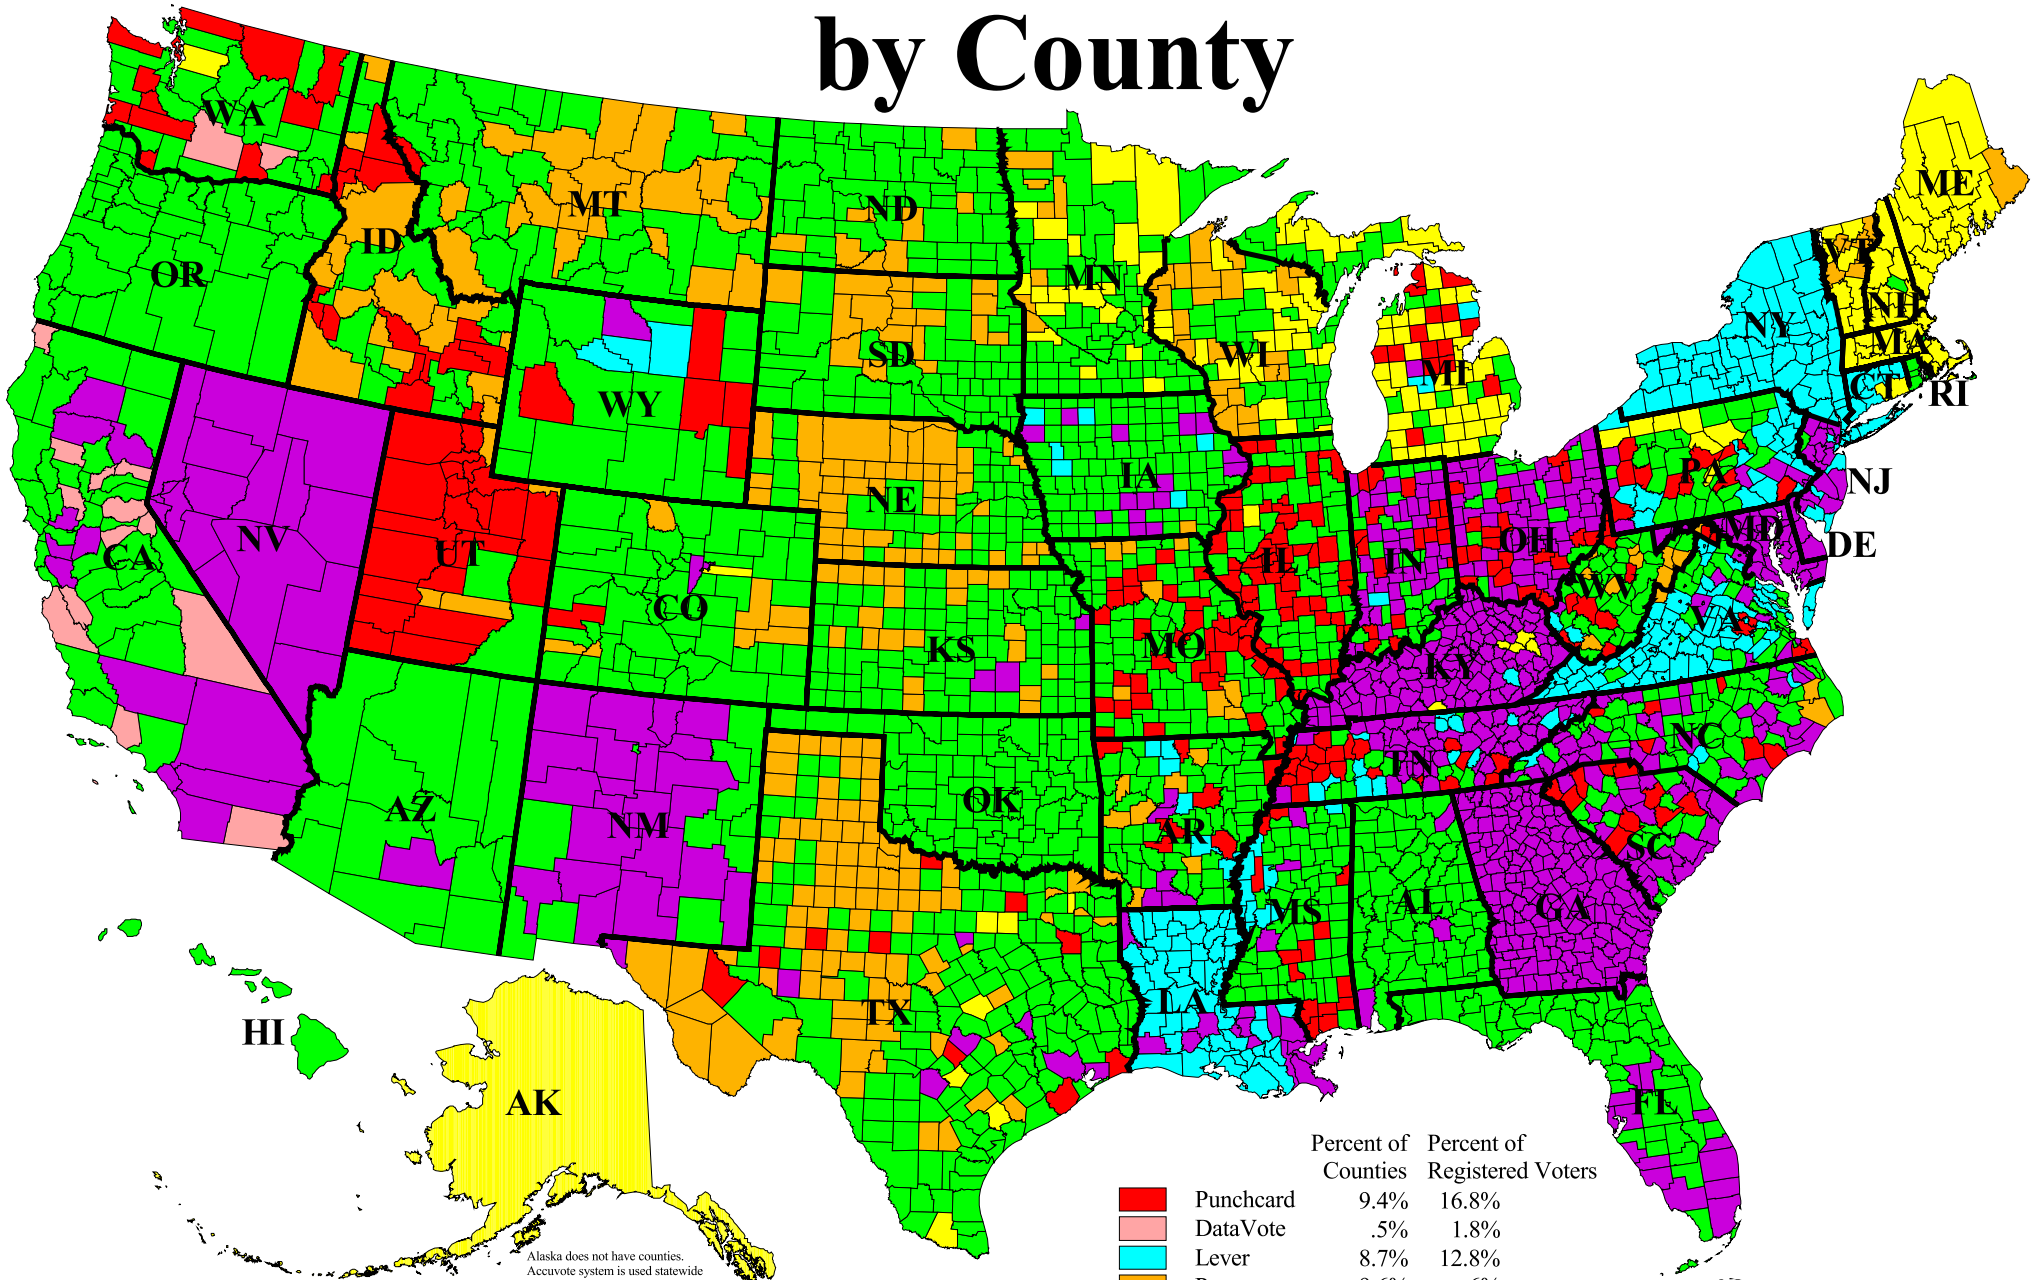 by County
WA
MT
ND
ME
OR
ID
MN
VT
NH
NY
MA
SD
WI
MI
CT
RI
WY
NE
IA
PA
NJ
NV
UT
CA
IL
IN
OH
MD
DE
CO
KS
MO
WV
VA
KY
AZ
NM
OK
AR
TN
NC
SC
MS
AL
GA
TX
LA
HI
AK
FL
Percent of Percent of
Counties Registered Voters
Punchcard 9.4% 16.8%
DataVote .5% 1.8%
Lever 8.7% 12.8%
Alaska does not have counties.
Accuvote system is used statewide